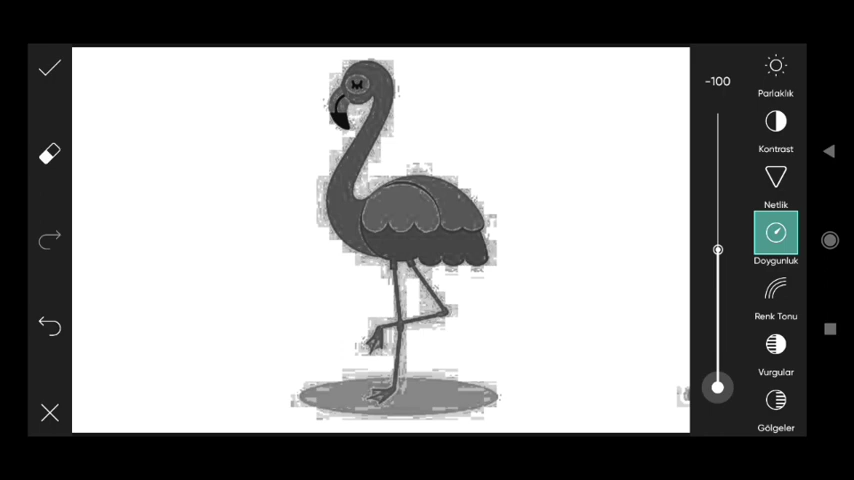 -100
Parlaklık
Kontrast
Netlik
Doygunluk
Renk Tonu
Vurgular
Gölgeler